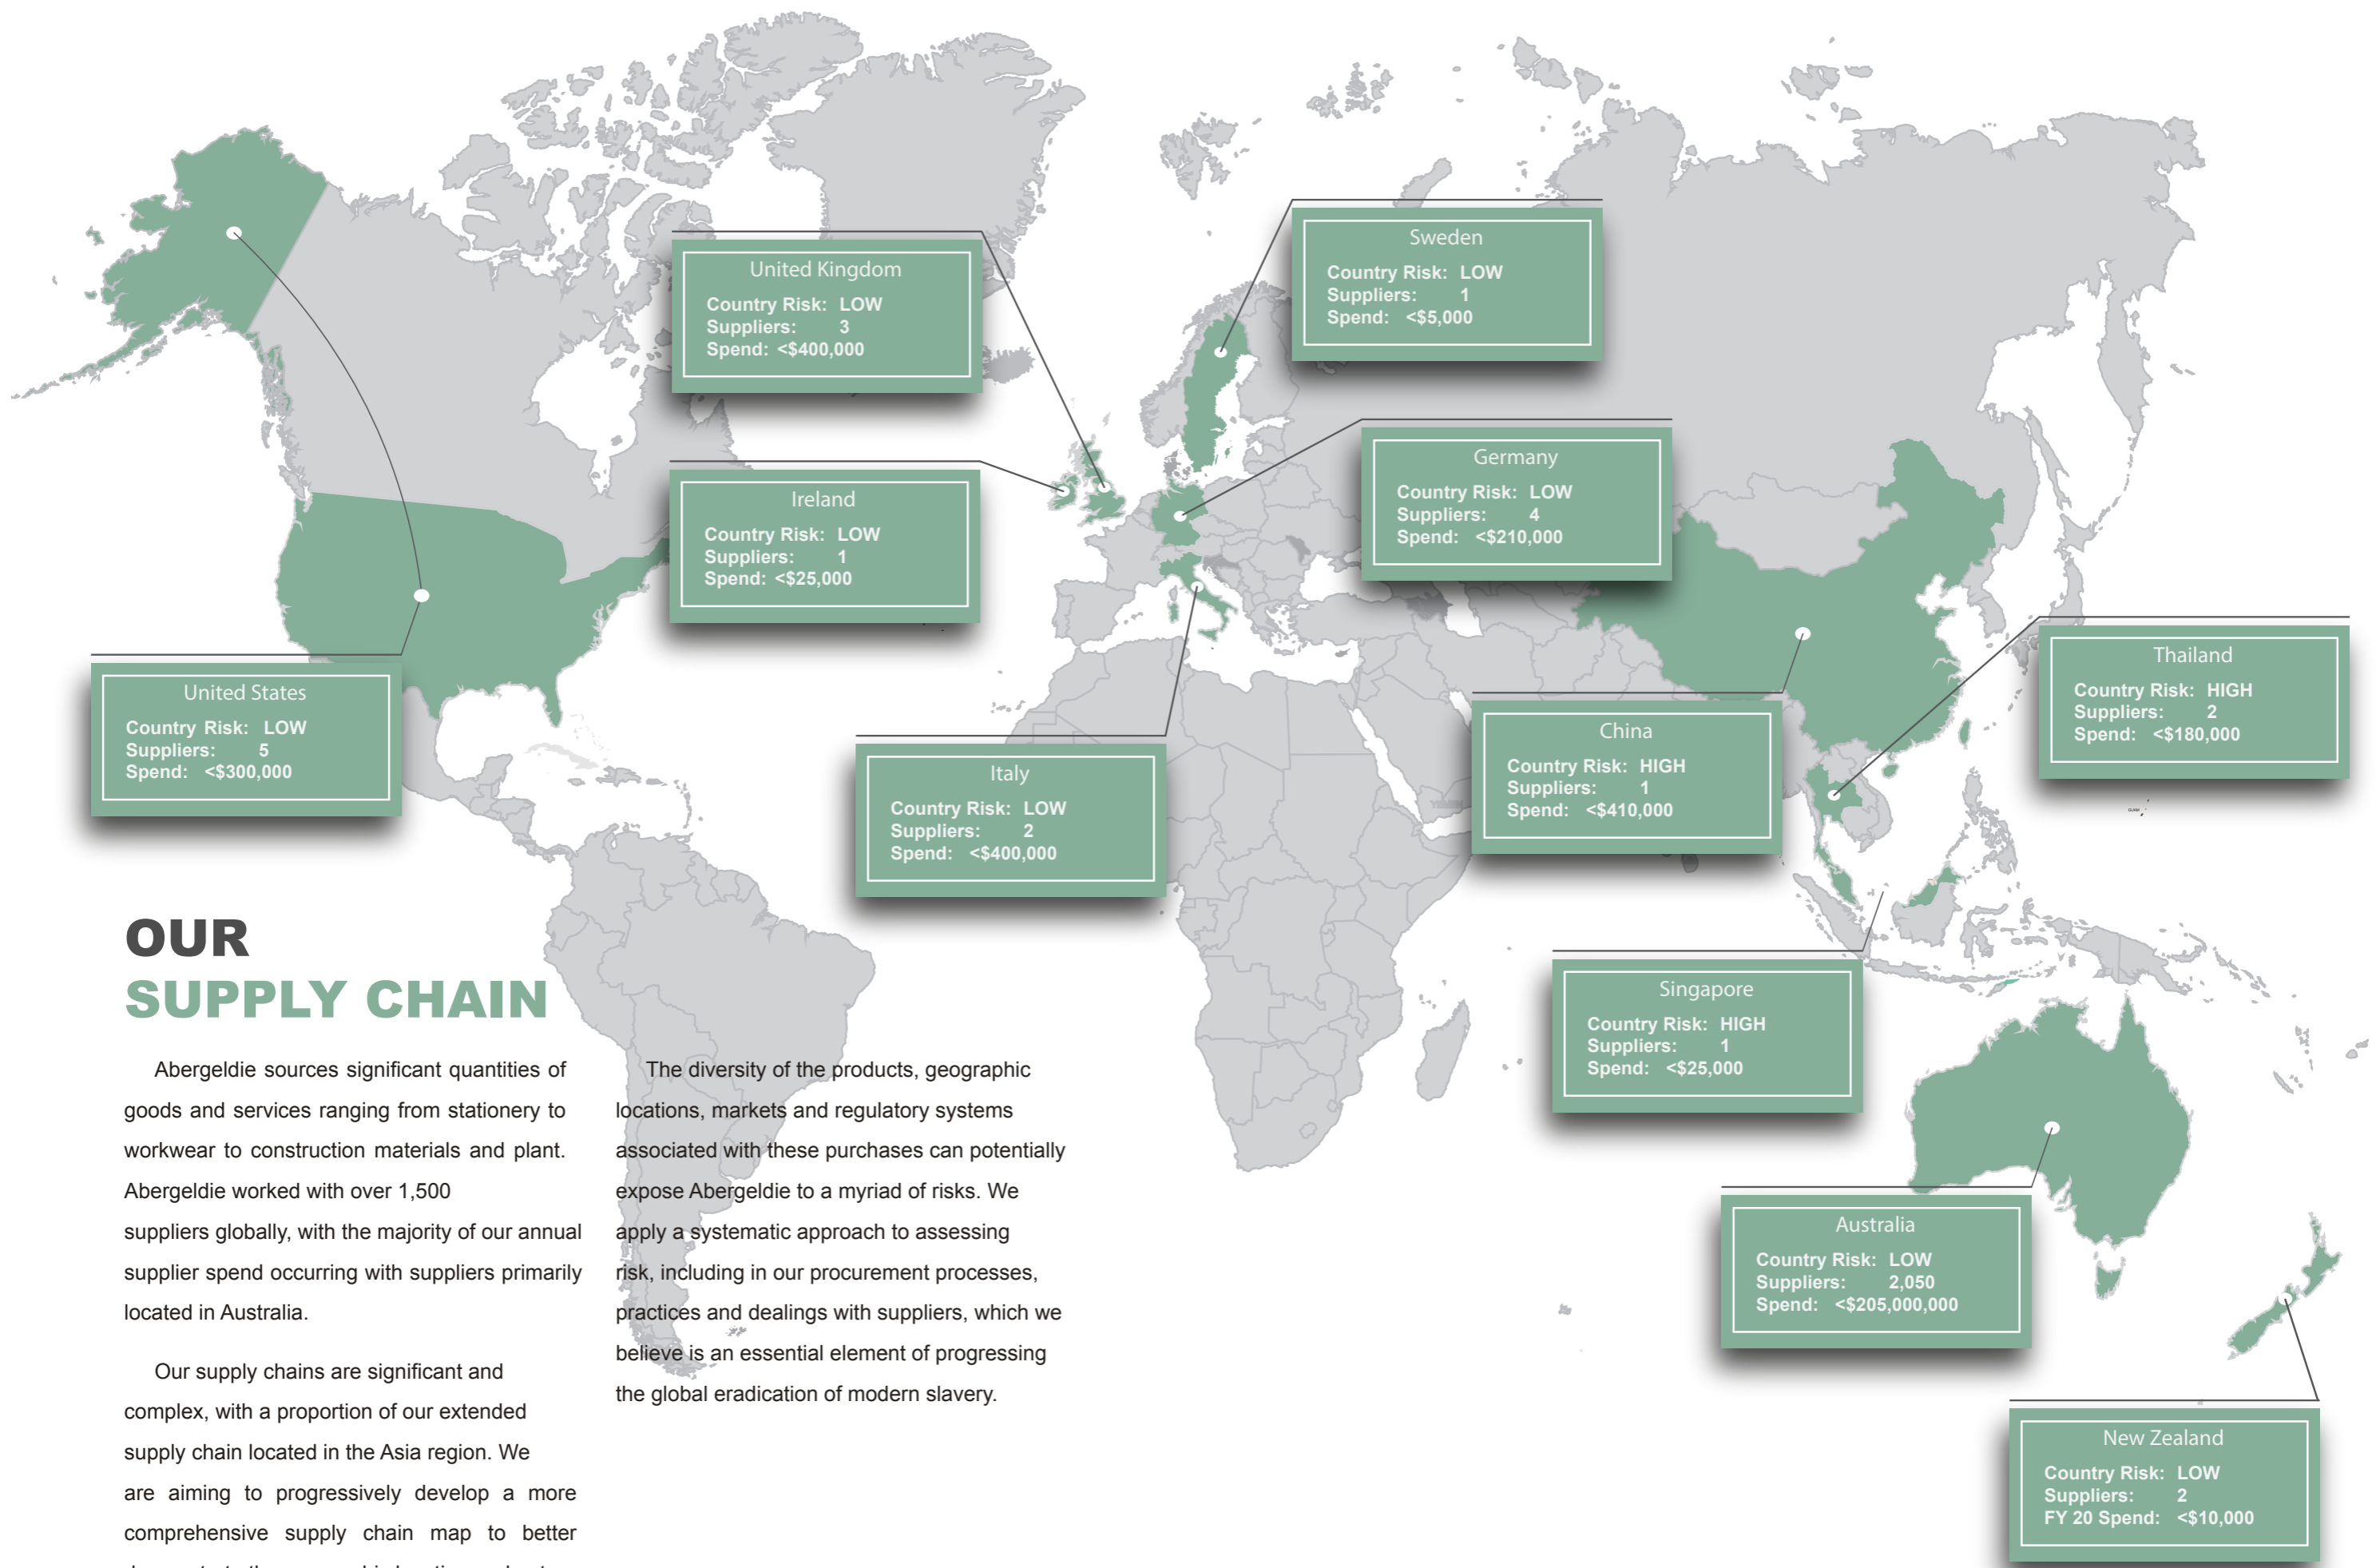 Sweden
Country Risk: LOW
Suppliers: 1
Spend: <$5,000
United Kingdom
Country Risk: LOW
Suppliers: 3
Spend: <$400,000
Germany
Country Risk: LOW
Suppliers: 4
Spend: <$210,000
Ireland
Country Risk: LOW
Suppliers: 1
Spend: <$25,000
Thailand
Country Risk: HIGH
Suppliers: 2
Spend: <$180,000
United States
Country Risk: LOW
Suppliers: 5
Spend: <$300,000
China
Country Risk: HIGH
Suppliers: 1
Spend: <$410,000
Italy
Country Risk: LOW
Suppliers: 2
Spend: <$400,000
Singapore
Country Risk: HIGH
Suppliers: 1
Spend: <$25,000
Australia
Country Risk: LOW
Suppliers: 2,050
Spend: <$205,000,000
New Zealand
Country Risk: LOW
Suppliers: 2
FY 20 Spend: <$10,000
OUR
SUPPLY CHAIN
Abergeldie sources significant quantities of
goods and services ranging from stationery to
workwear to construction materials and plant.
Abergeldie worked with over 1,500
suppliers globally, with the majority of our annual
supplier spend occurring with suppliers primarily
located in Australia.
Our supply chains are significant and
complex, with a proportion of our extended
supply chain located in the Asia region. We
are aiming to progressively develop a more
comprehensive supply chain map to better
The diversity of the products, geographic
locations, markets and regulatory systems
associated with these purchases can potentially
expose Abergeldie to a myriad of risks. We
apply a systematic approach to assessing
risk, including in our procurement processes,
practices and dealings with suppliers, which we
believe is an essential element of progressing
the global eradication of modern slavery.